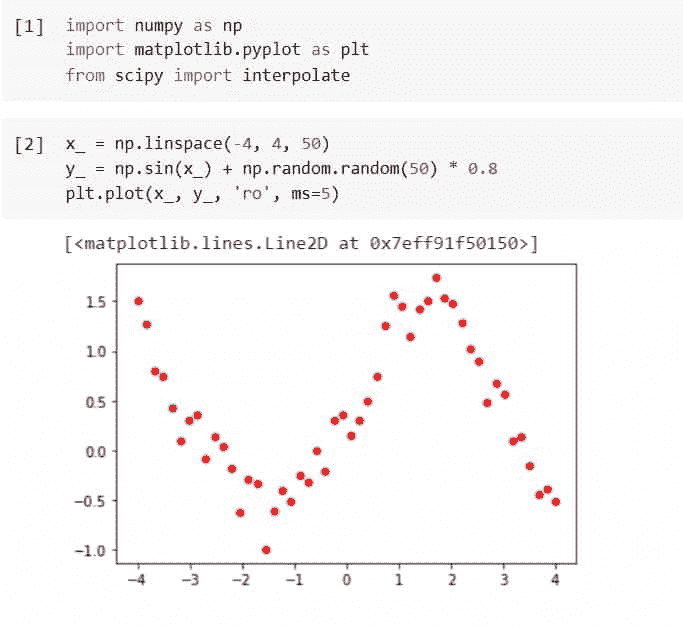 [1] import numpy as np
import matplotlib.pyplot as plt
from scipy import interpolate
[2] x_ = np.linspace(-4, 4, 50)
y_ = np.sin(x_) + np.random.random(50) * 0.8
plt.plot(x_, y_, 'ro', ms=5)
[<matplotlib.lines.Line2D at 0x7eff91f50150>]
1.5
1.0
0.5
0.0
−0.5
−1.0
−4 −3 −2 −1 0 1 2 3 4